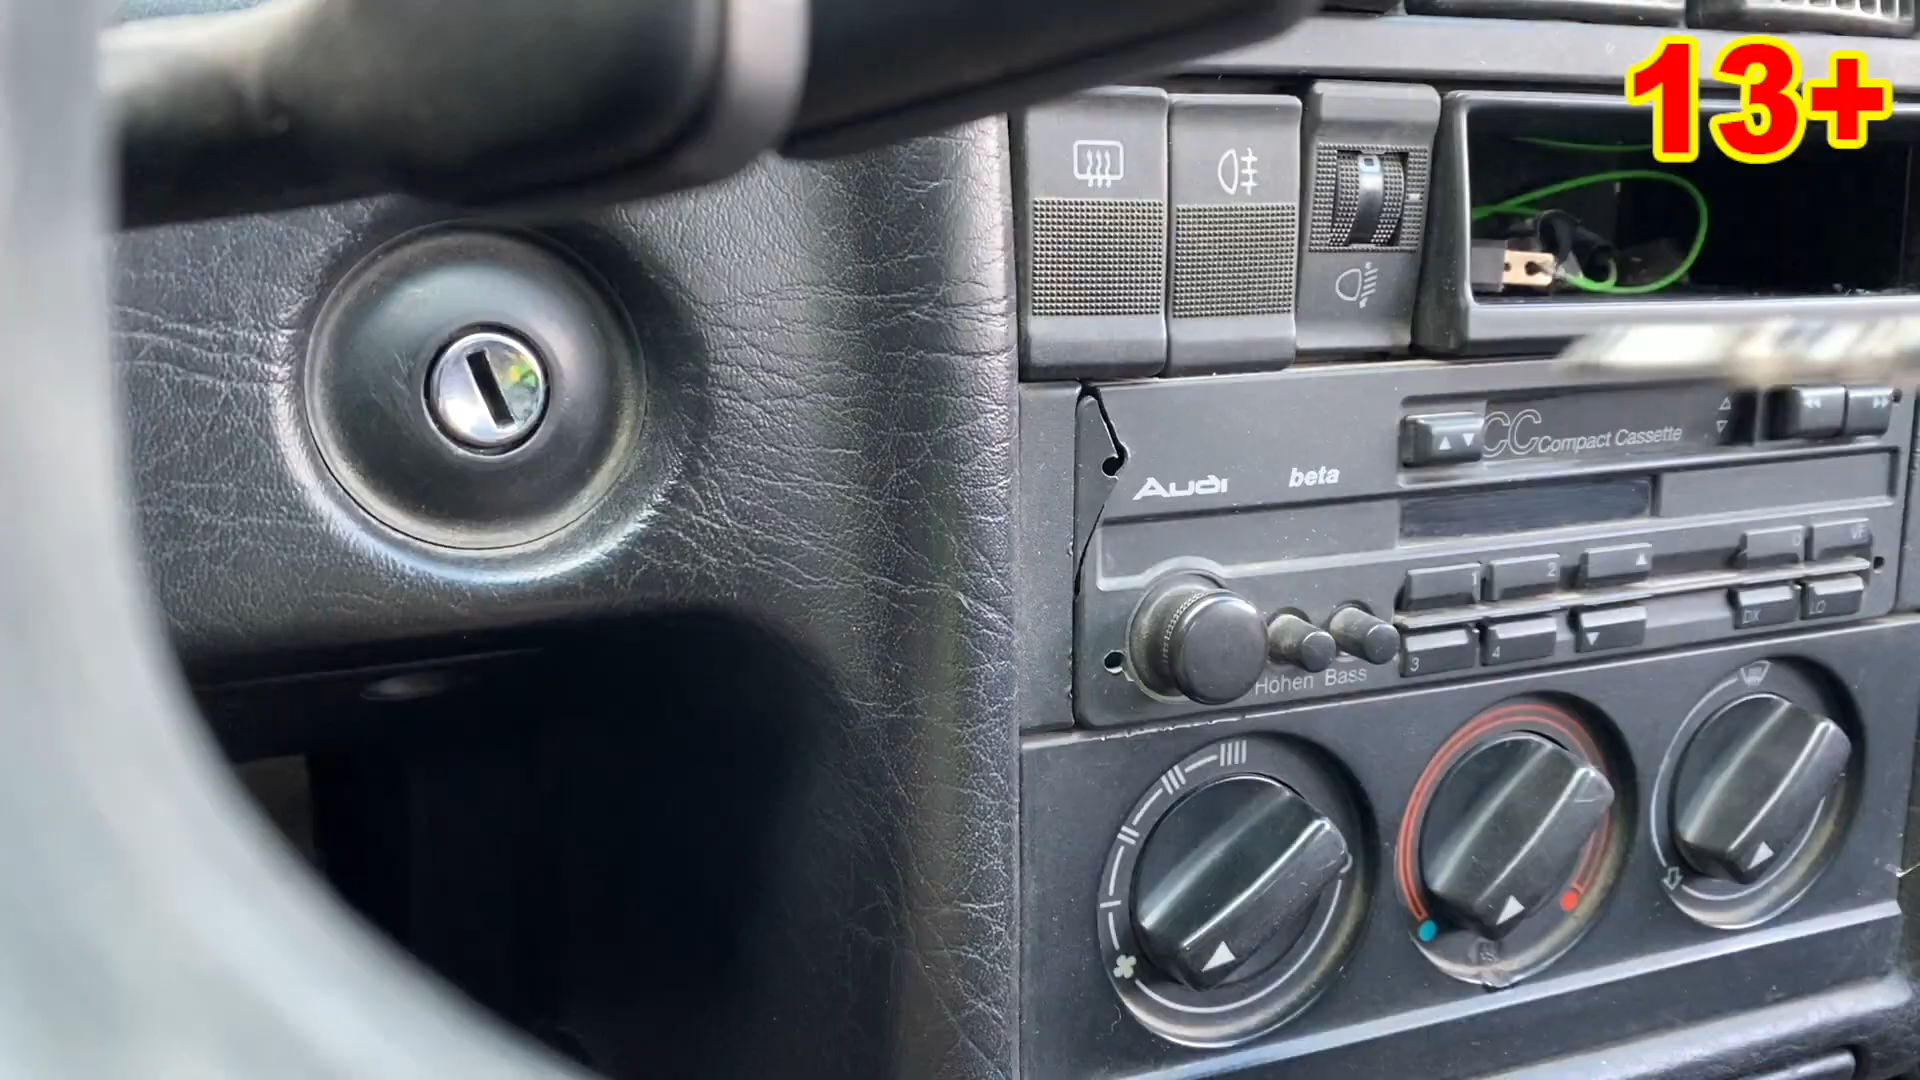 13+
CC Compact Cassette
Audi beta
1 2
3 4
DX LO
Höhen Bass